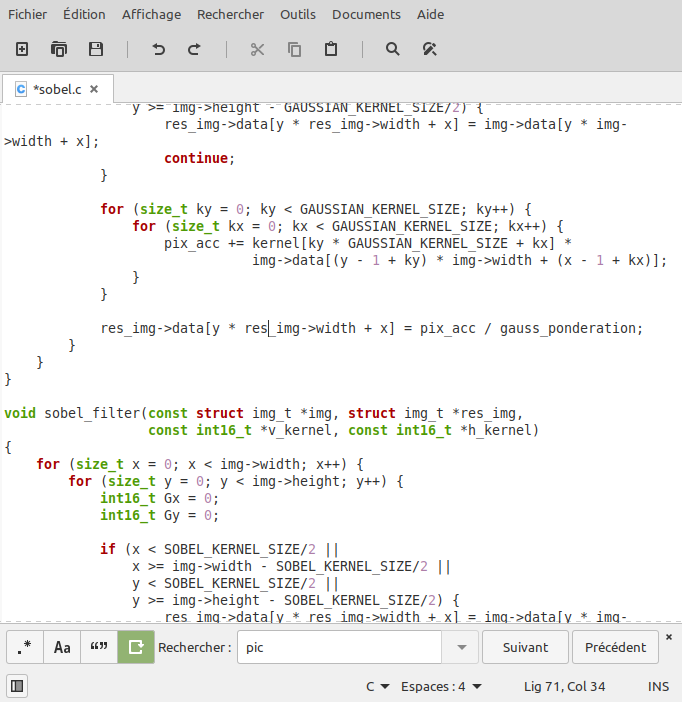 Fichier Édition Affichage Rechercher Outils Documents Aide
*sobel.c
y >= img->height - GAUSSIAN_KERNEL_SIZE/2) {
res_img->data[y * res_img->width + x] = img->data[y * img-
>width + x];
continue;
}
for (size_t ky = 0; ky < GAUSSIAN_KERNEL_SIZE; ky++) {
for (size_t kx = 0; kx < GAUSSIAN_KERNEL_SIZE; kx++) {
pix_acc += kernel[ky * GAUSSIAN_KERNEL_SIZE + kx] *
img->data[(y - 1 + ky) * img->width + (x - 1 + kx)];
}
}
res_img->data[y * res_img->width + x] = pix_acc / gauss_ponderation;
}
}
}
void sobel_filter(const struct img_t *img, struct img_t *res_img,
const int16_t *v_kernel, const int16_t *h_kernel)
{
for (size_t x = 0; x < img->width; x++) {
for (size_t y = 0; y < img->height; y++) {
int16_t Gx = 0;
int16_t Gy = 0;
if (x < SOBEL_KERNEL_SIZE/2 ||
x >= img->width - SOBEL_KERNEL_SIZE/2 ||
y < SOBEL_KERNEL_SIZE/2 ||
y >= img->height - SOBEL_KERNEL_SIZE/2) {
res_img->data[y * res_img->width + x] = img->data[y * img-
.* Aa “” Rechercher : pic Suivant Précédent
C Espaces : 4 Lig 71, Col 34 INS